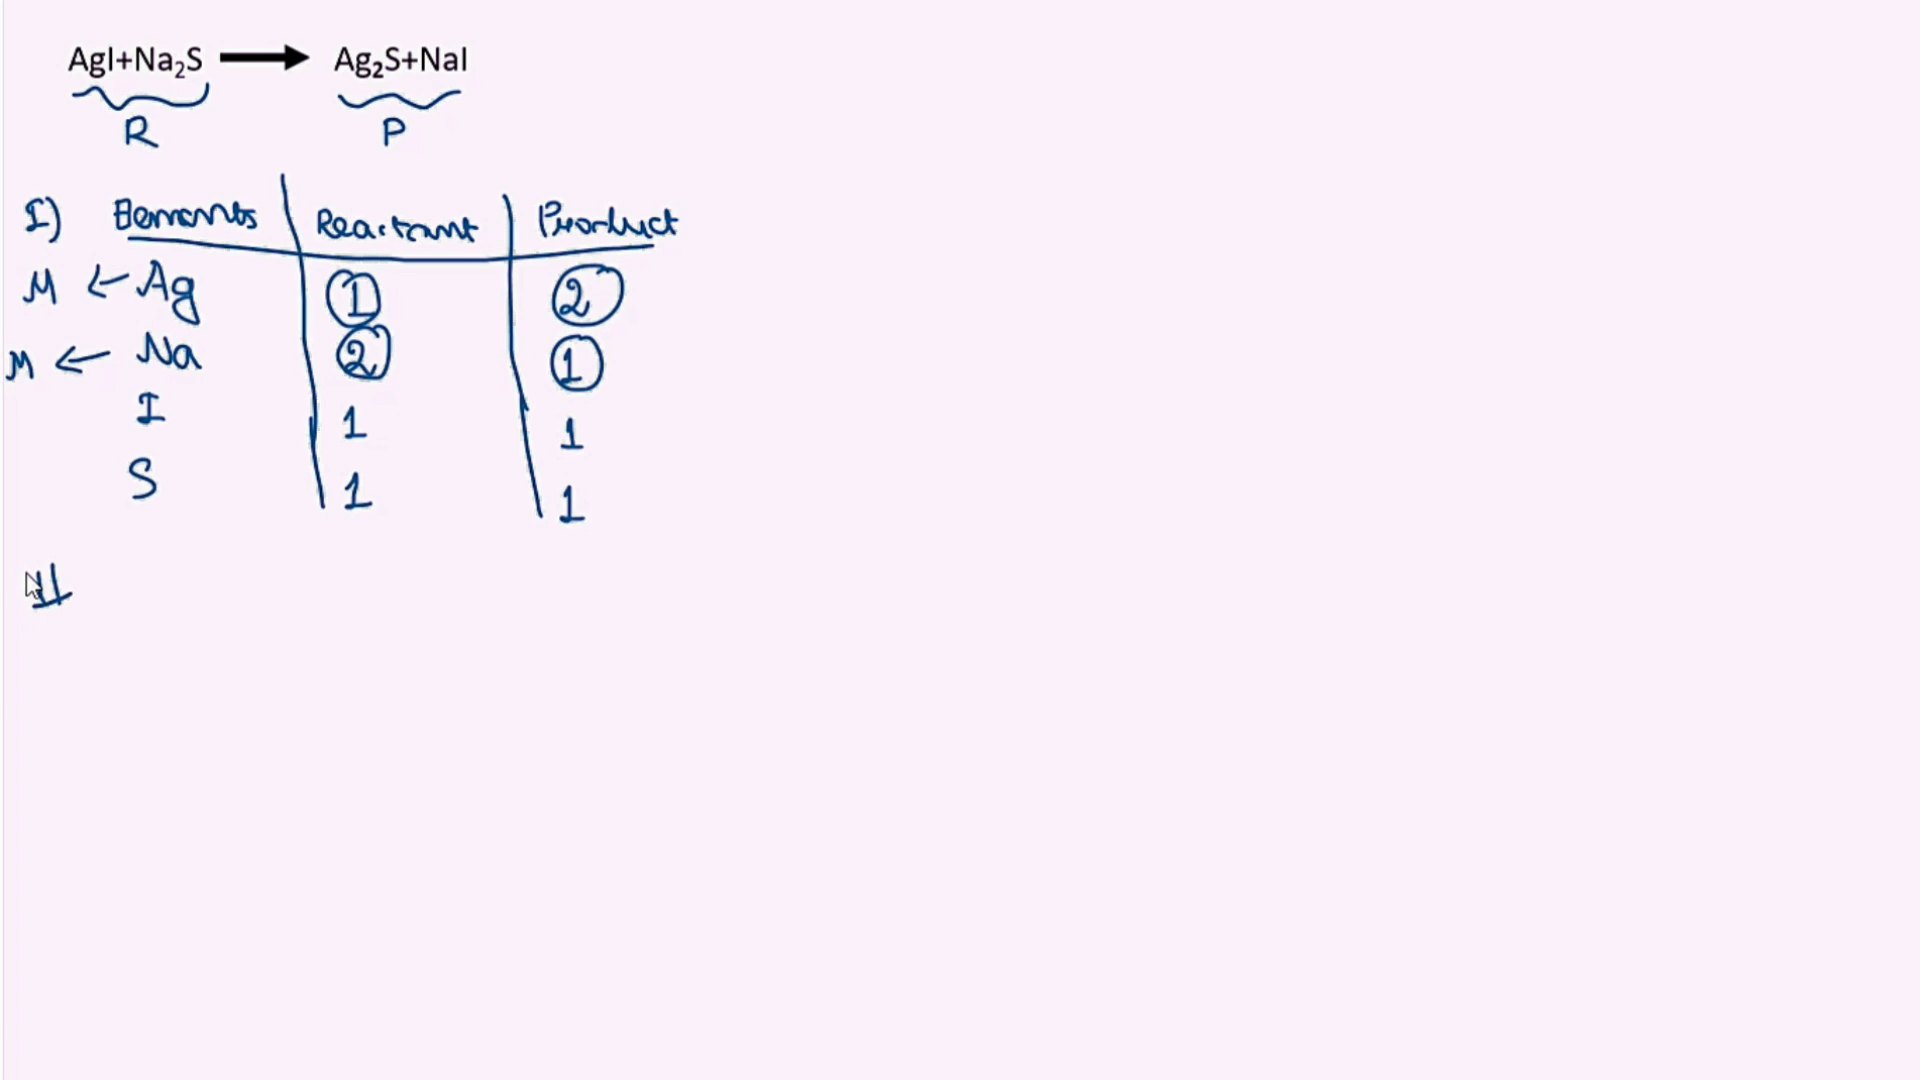 AgI+Na₂S → Ag₂S+NaI
R P
I) Elements Reactant Product
M ← Ag 1 2
M ← Na 2 1
I 1 1
S 1 1
II